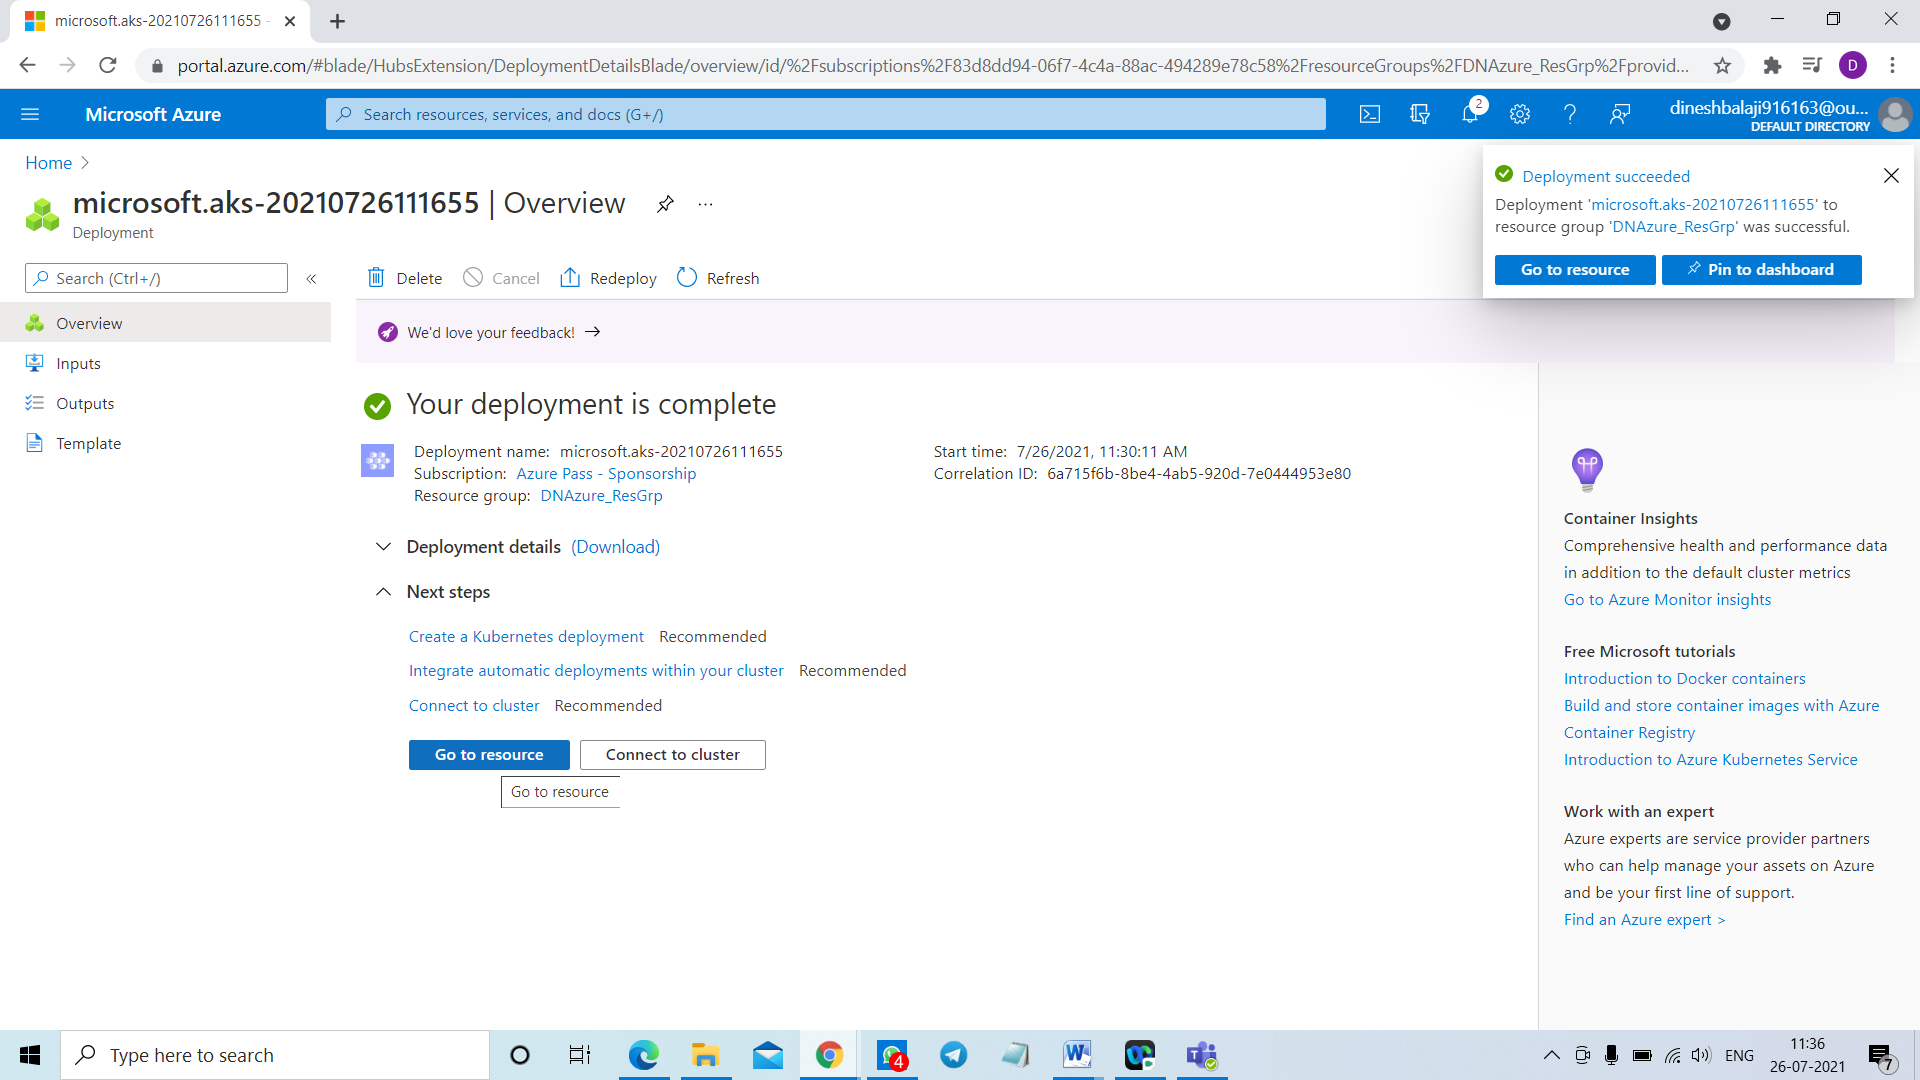 microsoft.aks-20210726111655 -
portal.azure.com/#blade/HubsExtension/DeploymentDetailsBlade/overview/id/%2Fsubscriptions%2F83d8dd94-06f7-4c4a-88ac-494289e78c58%2FresourceGroups%2FDNAzure_ResGrp%2Fprovid...
D
Microsoft Azure
Search resources, services, and docs (G+/)
2
dineshbalaji916163@ou...
DEFAULT DIRECTORY
Home
microsoft.aks-20210726111655 | Overview
...
Deployment
Deployment succeeded
Deployment 'microsoft.aks-20210726111655' to
resource group 'DNAzure_ResGrp' was successful.
Go to resource
Pin to dashboard
Search (Ctrl+/)
«
Delete
Cancel
Redeploy
Refresh
Overview
Inputs
Outputs
Template
We'd love your feedback! →
Your deployment is complete
Deployment name: microsoft.aks-20210726111655
Subscription: Azure Pass - Sponsorship
Resource group: DNAzure_ResGrp
Start time: 7/26/2021, 11:30:11 AM
Correlation ID: 6a715f6b-8be4-4ab5-920d-7e0444953e80
Deployment details (Download)
Next steps
Create a Kubernetes deployment Recommended
Integrate automatic deployments within your cluster Recommended
Connect to cluster Recommended
Go to resource
Connect to cluster
Go to resource
Container Insights
Comprehensive health and performance data
in addition to the default cluster metrics
Go to Azure Monitor insights
Free Microsoft tutorials
Introduction to Docker containers
Build and store container images with Azure
Container Registry
Introduction to Azure Kubernetes Service
Work with an expert
Azure experts are service provider partners
who can help manage your assets on Azure
and be your first line of support.
Find an Azure expert >
Type here to search
4
ENG
11:36
26-07-2021
7